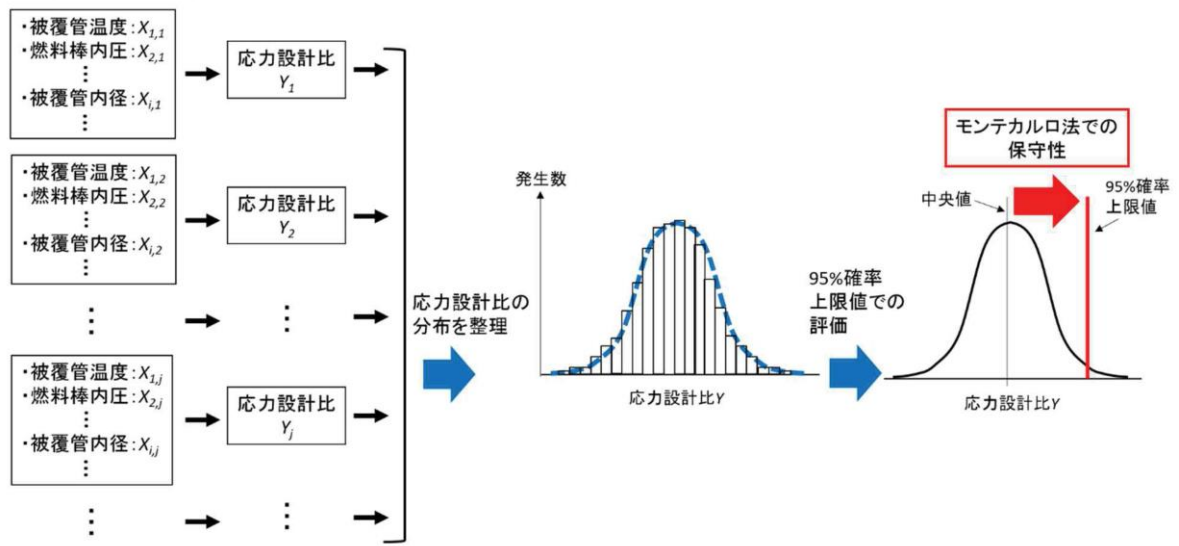 ・被覆管温度：X1,1
・燃料棒内圧：X2,1
⋮
・被覆管内径：Xi,1
⋮
応力設計比
Y1
・被覆管温度：X1,2
・燃料棒内圧：X2,2
⋮
・被覆管内径：Xi,2
⋮
応力設計比
Y2
⋮
⋮
・被覆管温度：X1,j
・燃料棒内圧：X2,j
⋮
・被覆管内径：Xi,j
⋮
応力設計比
Yj
⋮
⋮
応力設計比の
分布を整理
発生数
応力設計比Y
95%確率
上限値での
評価
モンテカルロ法での
保守性
中央値
95%確率
上限値
応力設計比Y